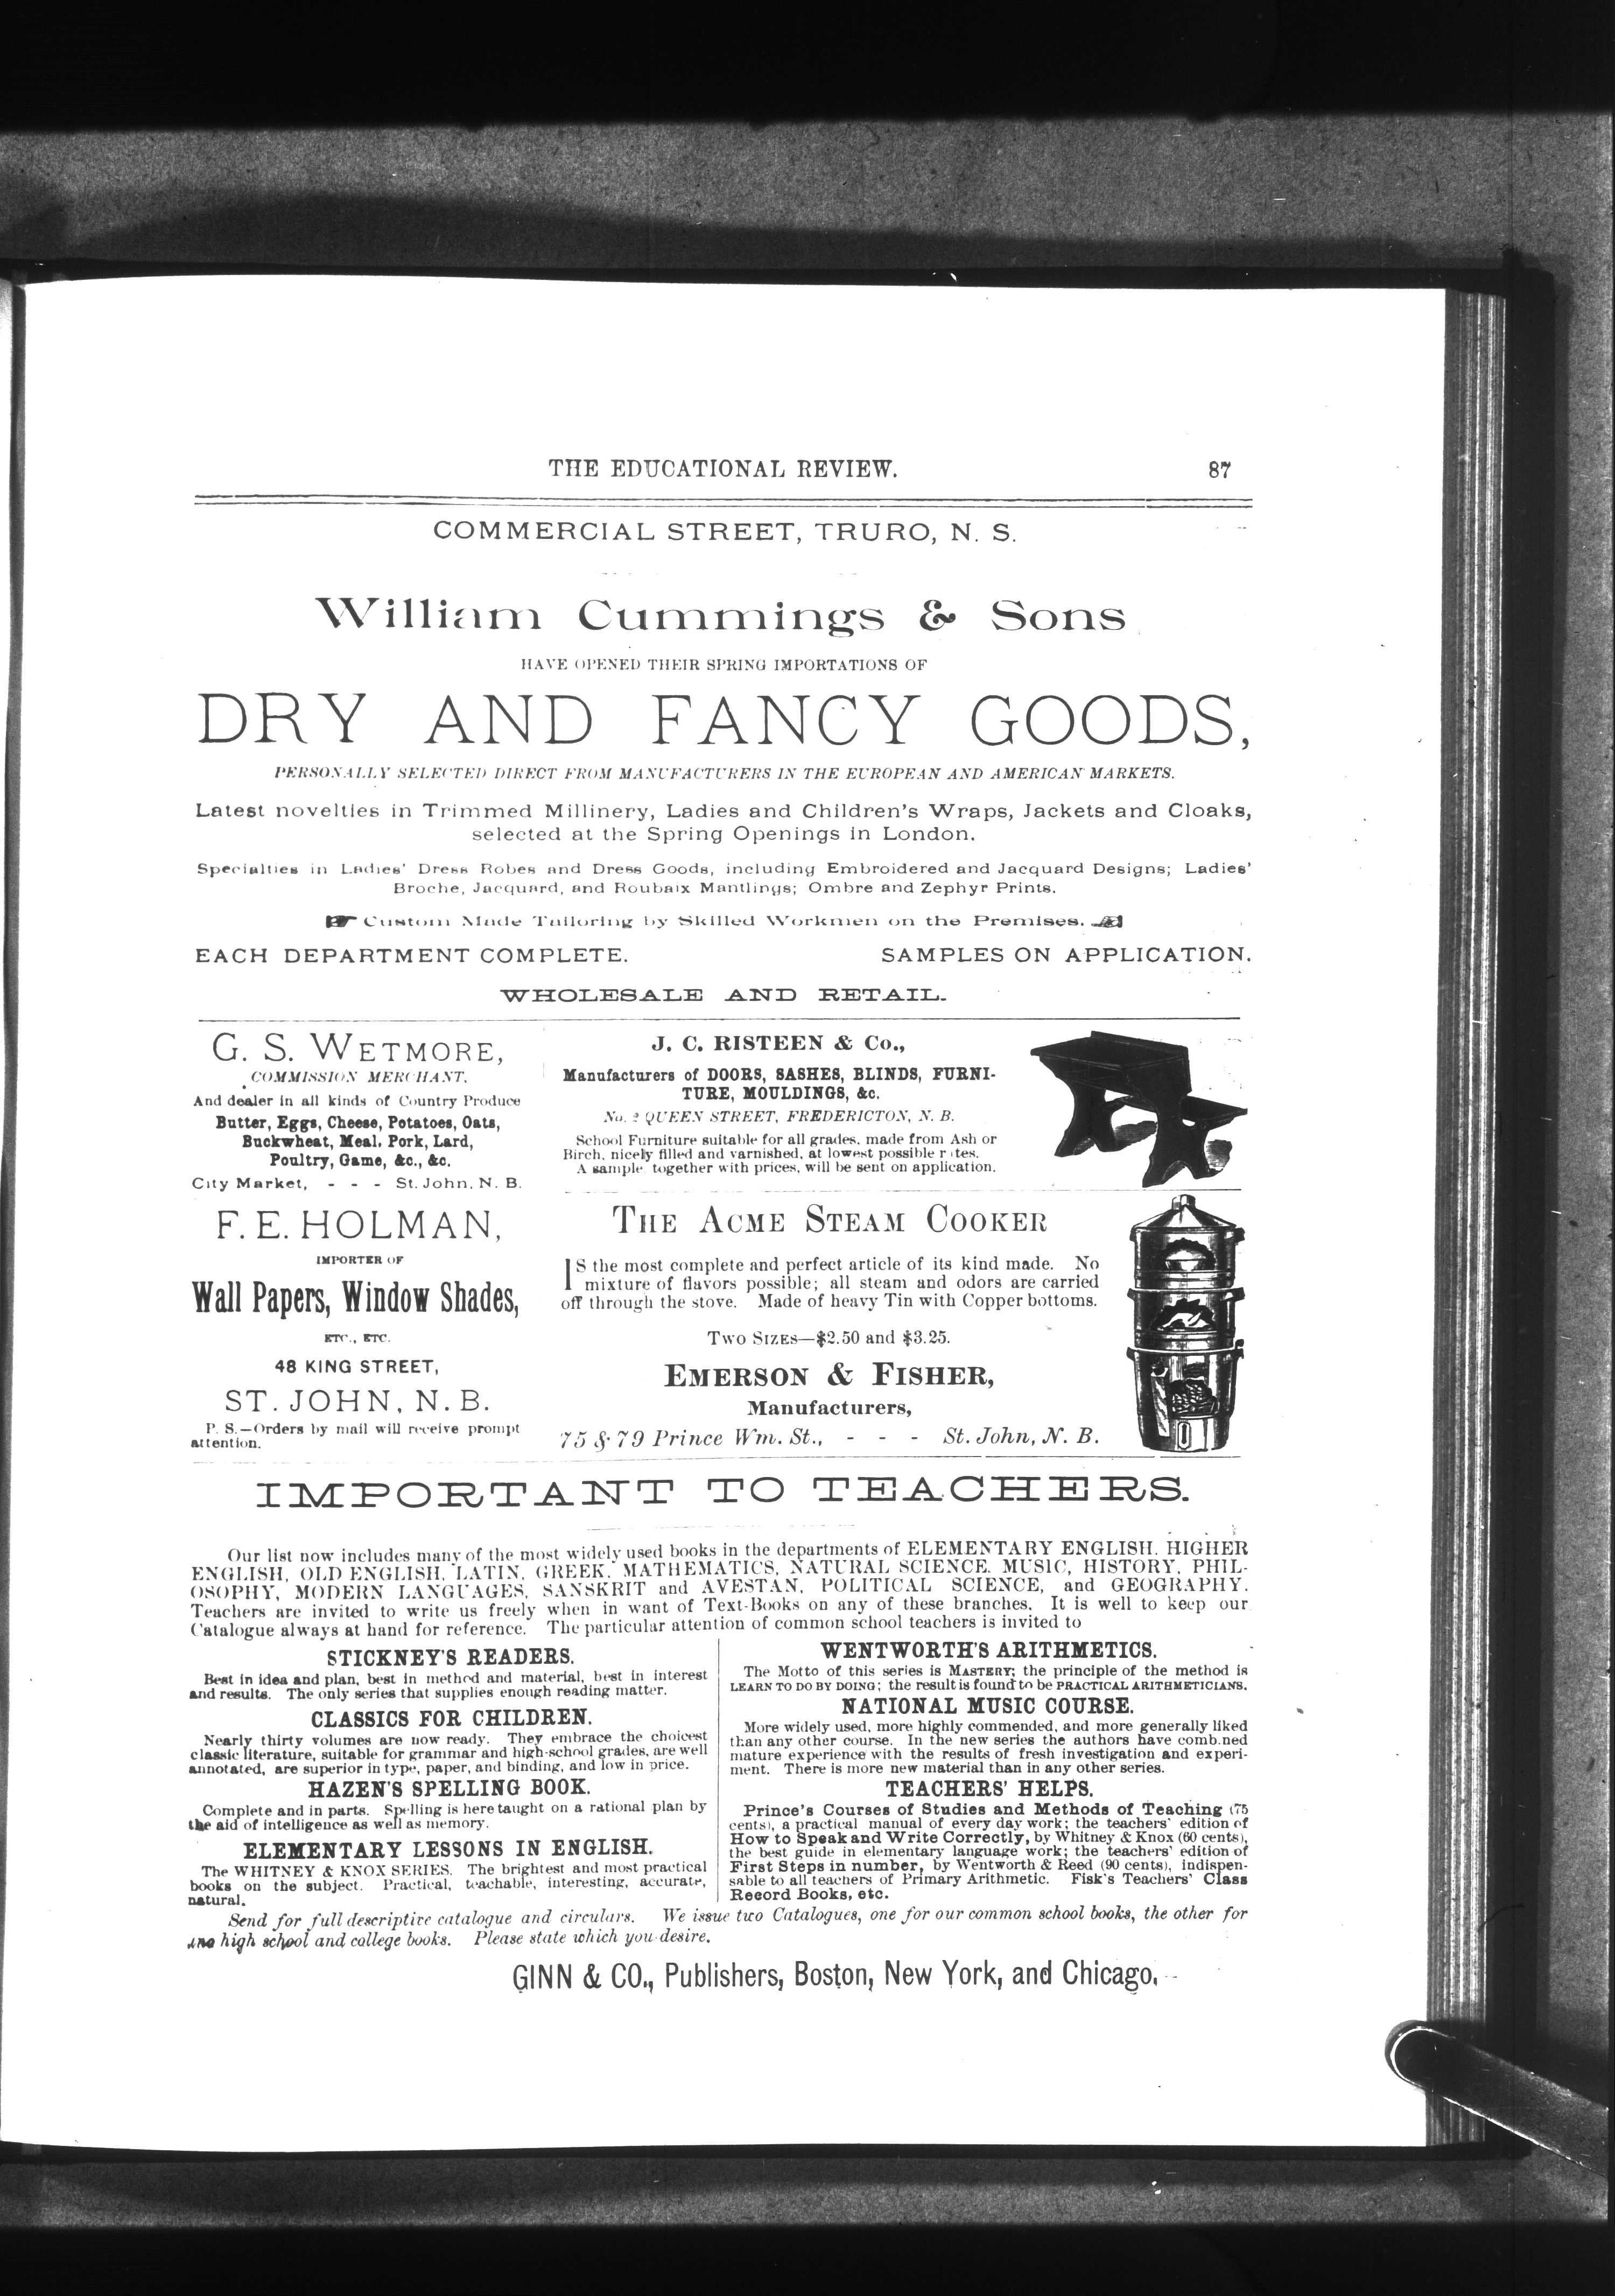 THE EDUCATIONAL REVIEW. 87
COMMERCIAL STREET, TRURO, N. S.
William Cummings & Sons
HAVE OPENED THEIR SPRING IMPORTATIONS OF
DRY AND FANCY GOODS,
PERSONALLY SELECTED DIRECT FROM MANUFACTURERS IN THE EUROPEAN AND AMERICAN MARKETS.
Latest novelties in Trimmed Millinery, Ladies and Children's Wraps, Jackets and Cloaks,
selected at the Spring Openings in London.
Specialties in Ladies' Dress Robes and Dress Goods, including Embroidered and Jacquard Designs; Ladies'
Broche, Jacquard, and Roubaix Mantlings; Ombre and Zephyr Prints.
Custom Made Tailoring by Skilled Workmen on the Premises.
EACH DEPARTMENT COMPLETE. SAMPLES ON APPLICATION.
WHOLESALE AND RETAIL.
G. S. WETMORE,
COMMISSION MERCHANT,
And dealer in all kinds of Country Produce
Butter, Eggs, Cheese, Potatoes, Oats,
Buckwheat, Meal, Pork, Lard,
Poultry, Game, &c., &c.
City Market, - - - St. John, N. B.
J. C. RISTEEN & Co.,
Manufacturers of DOORS, SASHES, BLINDS, FURNI-
TURE, MOULDINGS, &c.
No. 2 QUEEN STREET, FREDERICTON, N. B.
School Furniture suitable for all grades, made from Ash or
Birch, nicely filled and varnished, at lowest possible r tes.
A sample together with prices, will be sent on application.
F. E. HOLMAN,
IMPORTER OF
Wall Papers, Window Shades,
ETC., ETC.
48 KING STREET,
ST. JOHN, N. B.
P. S.—Orders by mail will receive prompt
attention.
THE ACME STEAM COOKER
IS the most complete and perfect article of its kind made. No
mixture of flavors possible; all steam and odors are carried
off through the stove. Made of heavy Tin with Copper bottoms.
TWO SIZES—$2.50 and $3.25.
EMERSON & FISHER,
Manufacturers,
75 & 79 Prince Wm. St., - - - St. John, N. B.
IMPORTANT TO TEACHERS.
Our list now includes many of the most widely used books in the departments of ELEMENTARY ENGLISH, HIGHER
ENGLISH, OLD ENGLISH, LATIN, GREEK, MATHEMATICS, NATURAL SCIENCE, MUSIC, HISTORY, PHIL-
OSOPHY, MODERN LANGUAGES, SANSKRIT and AVESTAN, POLITICAL SCIENCE, and GEOGRAPHY.
Teachers are invited to write us freely when in want of Text-Books on any of these branches. It is well to keep our
Catalogue always at hand for reference. The particular attention of common school teachers is invited to
STICKNEY'S READERS.
Best in idea and plan, best in method and material, best in interest
and results. The only series that supplies enough reading matter.
CLASSICS FOR CHILDREN.
Nearly thirty volumes are now ready. They embrace the choicest
classic literature, suitable for grammar and high-school grades, are well
annotated, are superior in type, paper, and binding, and low in price.
HAZEN'S SPELLING BOOK.
Complete and in parts. Spelling is here taught on a rational plan by
the aid of intelligence as well as memory.
ELEMENTARY LESSONS IN ENGLISH.
The WHITNEY & KNOX SERIES. The brightest and most practical
books on the subject. Practical, teachable, interesting, accurate,
natural.
WENTWORTH'S ARITHMETICS.
The Motto of this series is MASTERY; the principle of the method is
LEARN TO DO BY DOING; the result is found to be PRACTICAL ARITHMETICIANS.
NATIONAL MUSIC COURSE.
More widely used, more highly commended, and more generally liked
than any other course. In the new series the authors have comb.ned
mature experience with the results of fresh investigation and experi-
ment. There is more new material than in any other series.
TEACHERS' HELPS.
Prince's Courses of Studies and Methods of Teaching (75
cents), a practical manual of every day work; the teachers' edition of
How to Speak and Write Correctly, by Whitney & Knox (60 cents),
the best guide in elementary language work; the teachers' edition of
First Steps in number, by Wentworth & Reed (90 cents), indispen-
sable to all teachers of Primary Arithmetic. Fisk's Teachers' Class
Record Books, etc.
Send for full descriptive catalogue and circulars. We issue two Catalogues, one for our common school books, the other for
high school and college books. Please state which you desire.
GINN & CO., Publishers, Boston, New York, and Chicago.